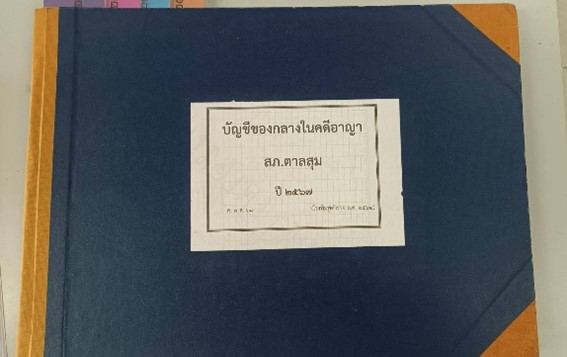 บัญชีของกลางในคดีอาญา
สภ.ตาลสุม
ปี ๒๕๖๗